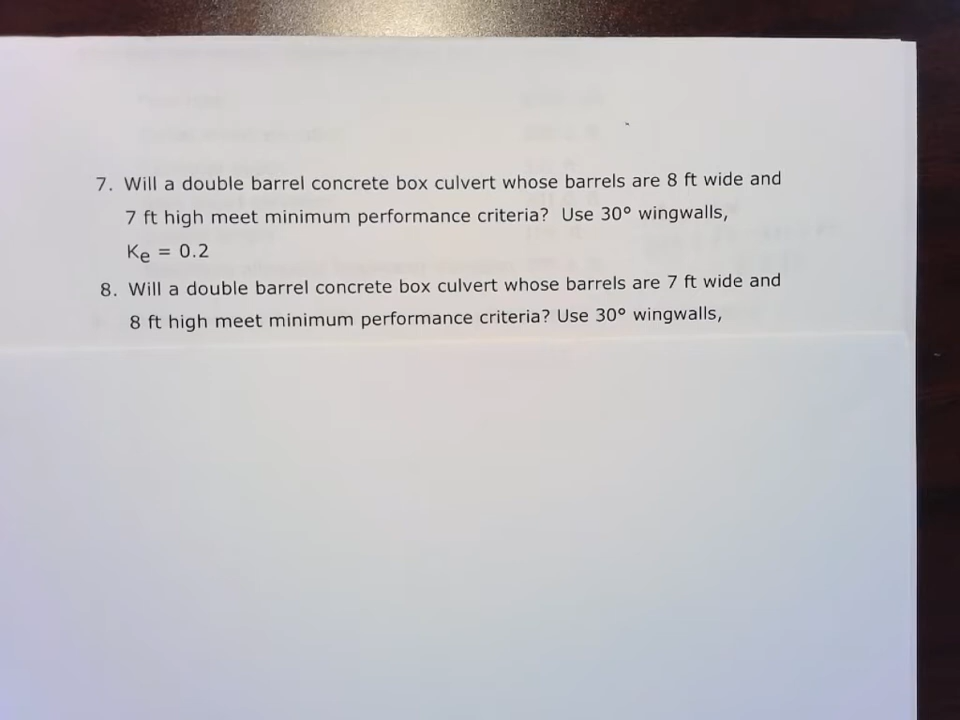 7. Will a double barrel concrete box culvert whose barrels are 8 ft wide and
7 ft high meet minimum performance criteria? Use 30° wingwalls,
Ke = 0.2
8. Will a double barrel concrete box culvert whose barrels are 7 ft wide and
8 ft high meet minimum performance criteria? Use 30° wingwalls,